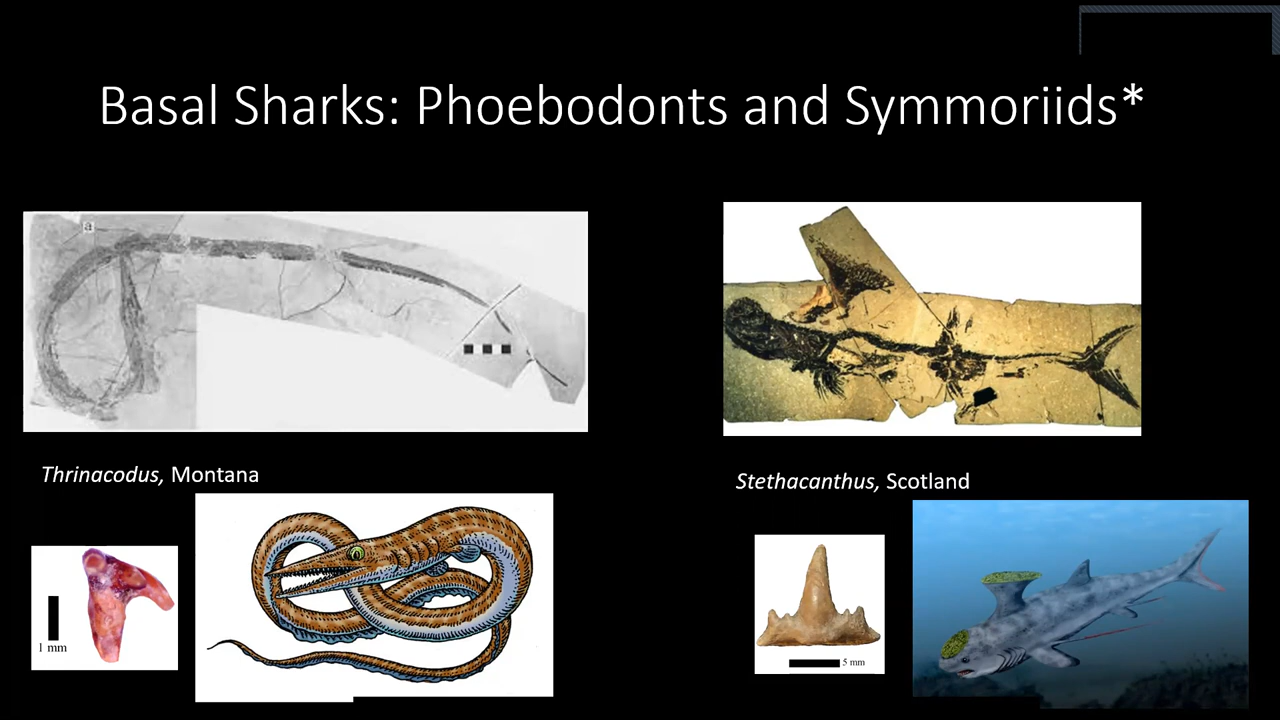 Basal Sharks: Phoebodonts and Symmoriids*
a
Thrinacodus, Montana
1 mm
Stethacanthus, Scotland
5 mm